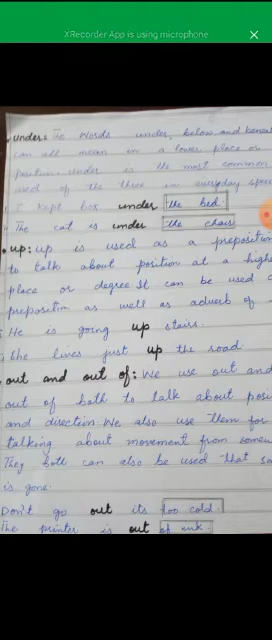 XRecorder App is using microphone
• under: The words under, below and beneath
can all mean in a lower place or
position. under is the most common
used of the three in everyday spee
I kept box under the bed.
The cat is under the chair
• up: up is used as a preposition
to talk about position at a high
place or degree It can be used a
preposition as well as adverb of
He is going up stairs.
She lives just up the road.
• out and out of: We use out and
out of both to talk about posi
and direction. We also use them for
talking about movement from somew
They both can also be used that so
is gone.
Don't go out its too cold.
The printer is out of ink.